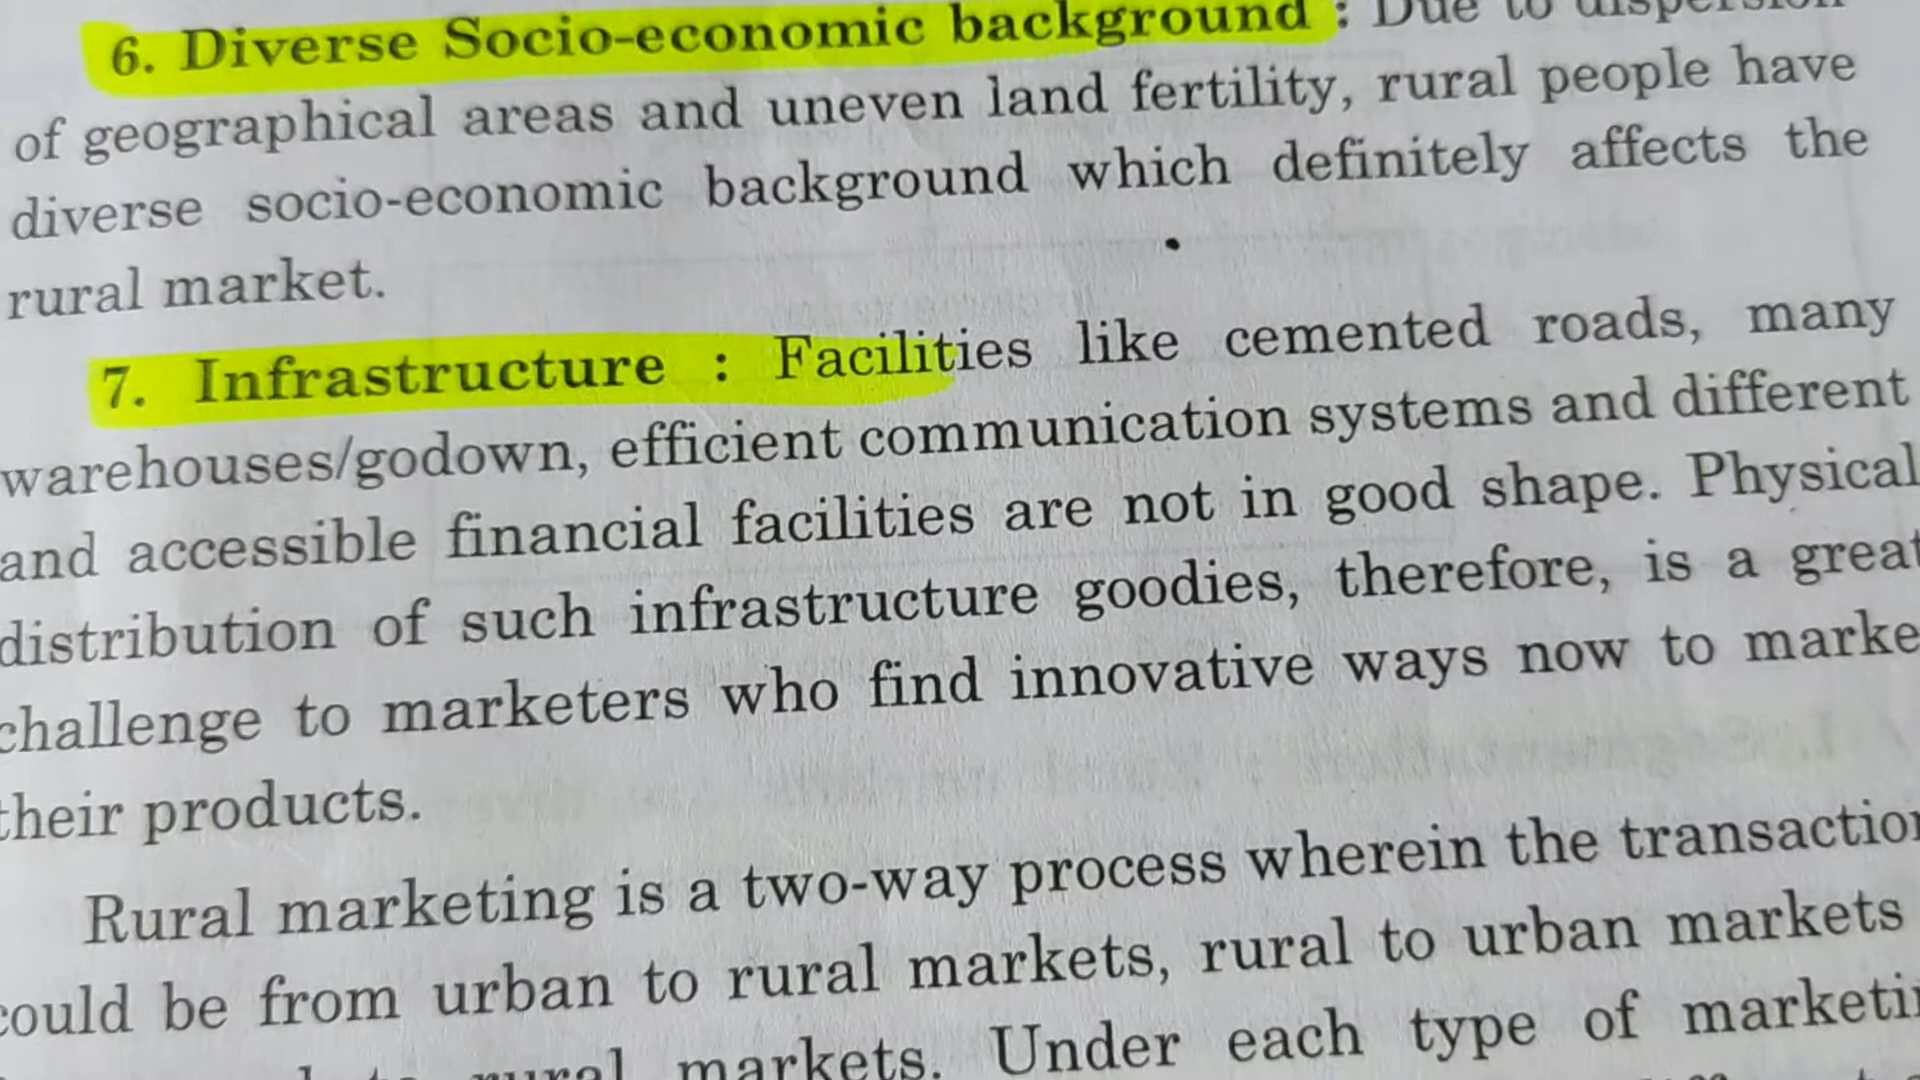 6. Diverse Socio-economic background : Due to dispersion
of geographical areas and uneven land fertility, rural people have
diverse socio-economic background which definitely affects the
rural market.
7. Infrastructure : Facilities like cemented roads, many
warehouses/godown, efficient communication systems and different
and accessible financial facilities are not in good shape. Physical
distribution of such infrastructure goodies, therefore, is a great
challenge to marketers who find innovative ways now to marke
their products.
Rural marketing is a two-way process wherein the transaction
could be from urban to rural markets, rural to urban markets
rural markets. Under each type of marketin